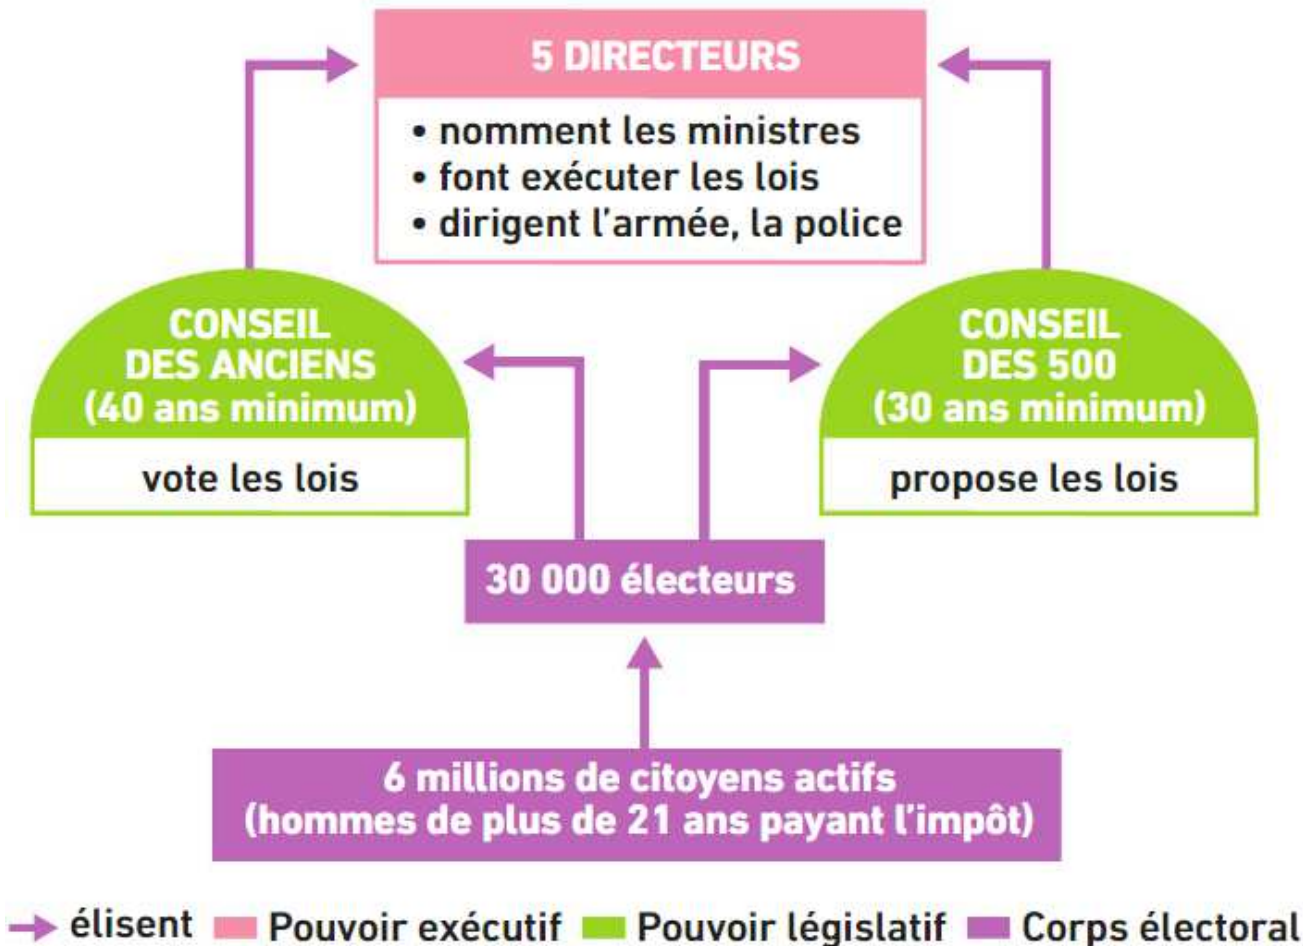 5 DIRECTEURS
• nomment les ministres
• font exécuter les lois
• dirigent l'armée, la police
CONSEIL
DES ANCIENS
(40 ans minimum)
vote les lois
CONSEIL
DES 500
(30 ans minimum)
propose les lois
30 000 électeurs
6 millions de citoyens actifs
(hommes de plus de 21 ans payant l'impôt)
élisent
Pouvoir exécutif
Pouvoir législatif
Corps électoral